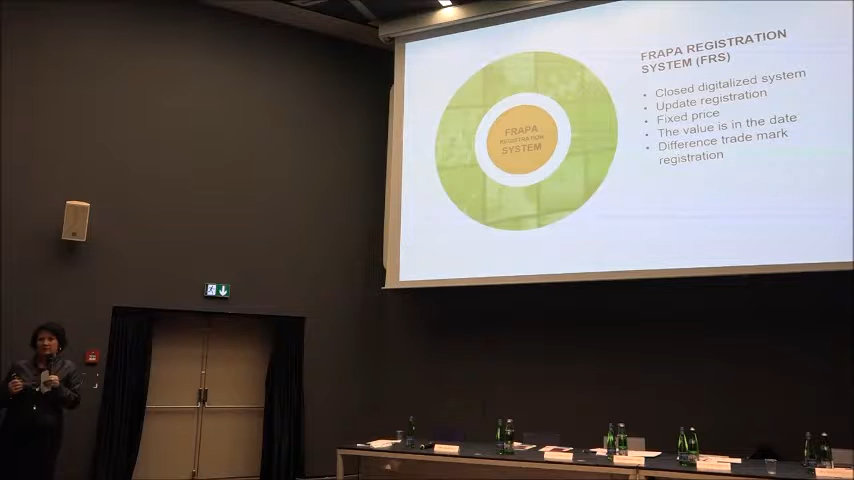 FRAPA REGISTRATION
SYSTEM (FRS)
• Closed digitalized system
• Update registration
• Fixed price
• The value is in the date
• Difference trade mark
registration
FRAPA
REGISTRATION
SYSTEM